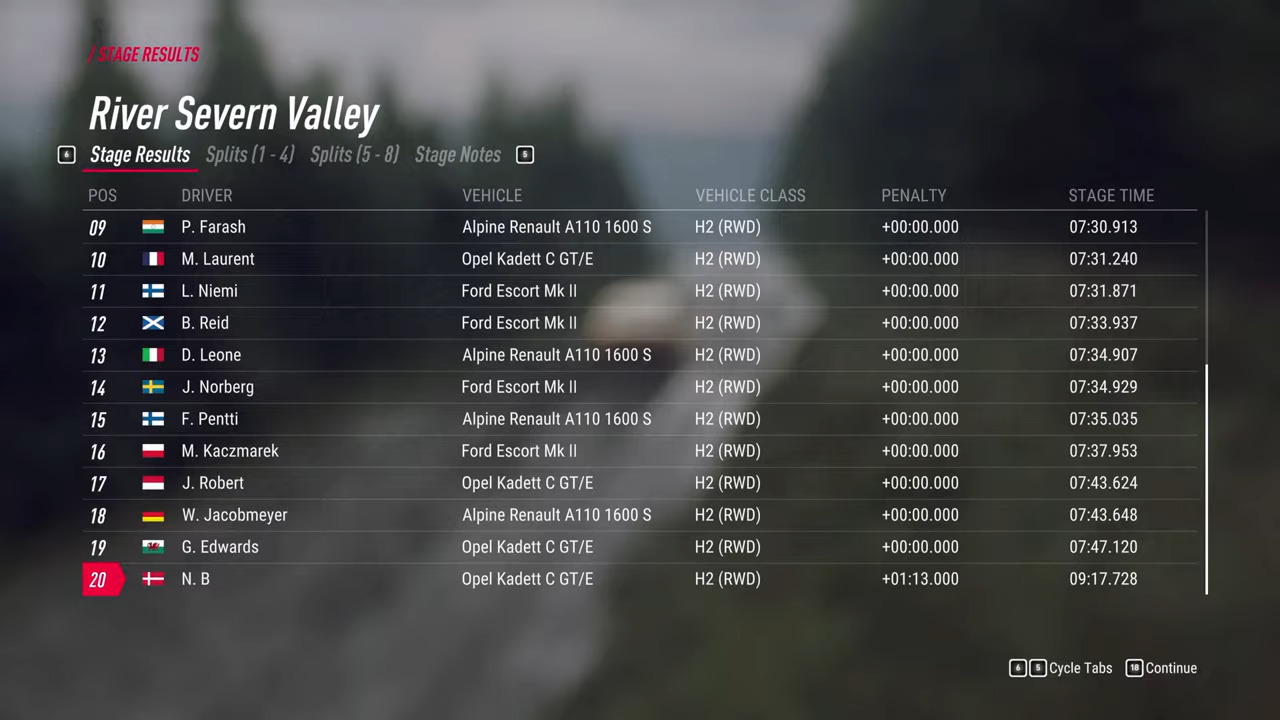 / STAGE RESULTS
River Severn Valley
6 Stage Results Splits (1 - 4) Splits (5 - 8) Stage Notes 5
POS DRIVER VEHICLE VEHICLE CLASS PENALTY STAGE TIME
09 P. Farash Alpine Renault A110 1600 S H2 (RWD) +00:00.000 07:30.913
10 M. Laurent Opel Kadett C GT/E H2 (RWD) +00:00.000 07:31.240
11 L. Niemi Ford Escort Mk II H2 (RWD) +00:00.000 07:31.871
12 B. Reid Ford Escort Mk II H2 (RWD) +00:00.000 07:33.937
13 D. Leone Alpine Renault A110 1600 S H2 (RWD) +00:00.000 07:34.907
14 J. Norberg Ford Escort Mk II H2 (RWD) +00:00.000 07:34.929
15 F. Pentti Alpine Renault A110 1600 S H2 (RWD) +00:00.000 07:35.035
16 M. Kaczmarek Ford Escort Mk II H2 (RWD) +00:00.000 07:37.953
17 J. Robert Opel Kadett C GT/E H2 (RWD) +00:00.000 07:43.624
18 W. Jacobmeyer Alpine Renault A110 1600 S H2 (RWD) +00:00.000 07:43.648
19 G. Edwards Opel Kadett C GT/E H2 (RWD) +00:00.000 07:47.120
20 N. B Opel Kadett C GT/E H2 (RWD) +01:13.000 09:17.728
6 5 Cycle Tabs 18 Continue